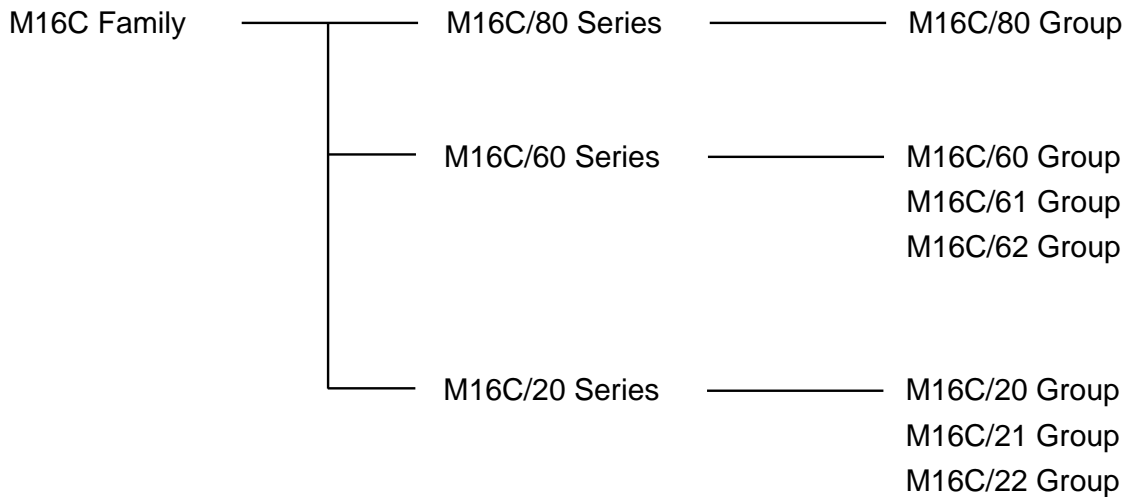 M16C Family M16C/80 Series M16C/80 Group
M16C/60 Series M16C/60 Group
M16C/61 Group
M16C/62 Group
M16C/20 Series M16C/20 Group
M16C/21 Group
M16C/22 Group